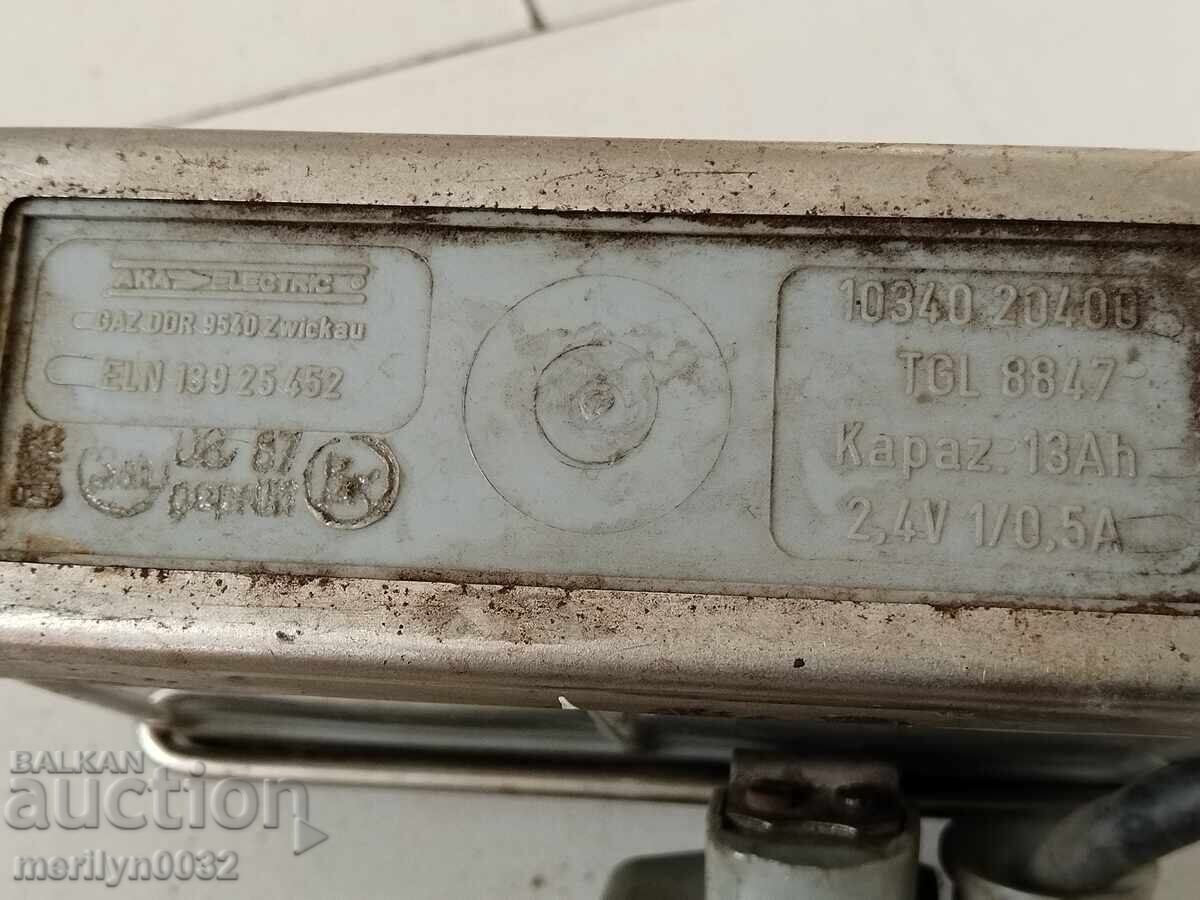 AKA ELECTRIC ®
GAZ DDR 9540 Zwickau
ELN 139 25 452
87
geprüft
10340 20400
TGL 8847
Kapaz. 13Ah
2,4V 1/0,5A
BALKAN
auction
merilyn0032